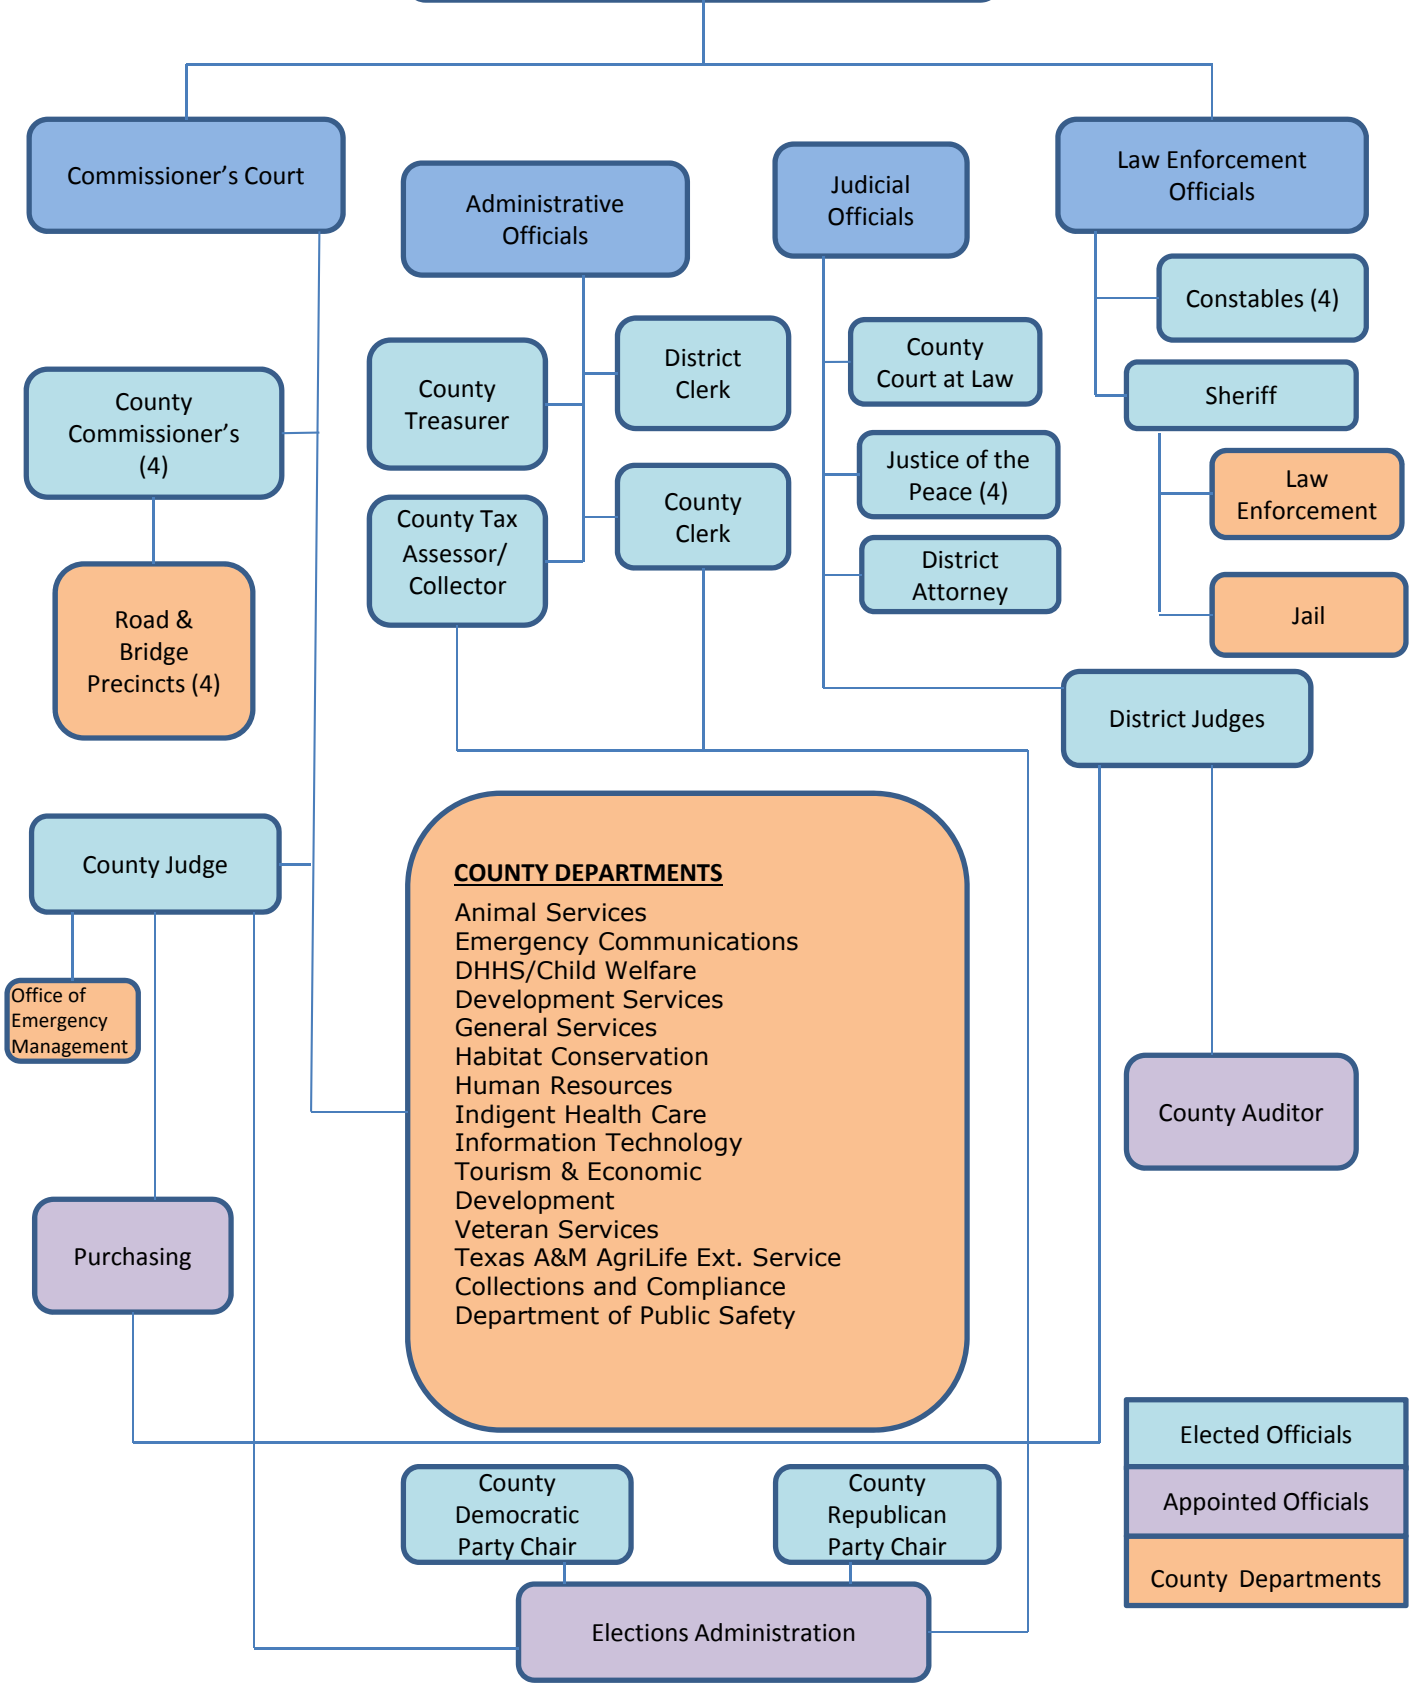 Commissioner’s Court
Administrative
Officials
Judicial
Officials
Law Enforcement
Officials
Constables (4)
Sheriff
Law
Enforcement
Jail
County
Court at Law
Justice of the
Peace (4)
District
Attorney
District Judges
County Auditor
County
Treasurer
District
Clerk
County Tax
Assessor/
Collector
County
Clerk
County
Commissioner’s
(4)
Road &
Bridge
Precincts (4)
County Judge
Office of
Emergency
Management
Purchasing
COUNTY DEPARTMENTS
Animal Services
Emergency Communications
DHHS/Child Welfare
Development Services
General Services
Habitat Conservation
Human Resources
Indigent Health Care
Information Technology
Tourism & Economic
Development
Veteran Services
Texas A&M AgriLife Ext. Service
Collections and Compliance
Department of Public Safety
County
Democratic
Party Chair
County
Republican
Party Chair
Elections Administration
Elected Officials
Appointed Officials
County Departments